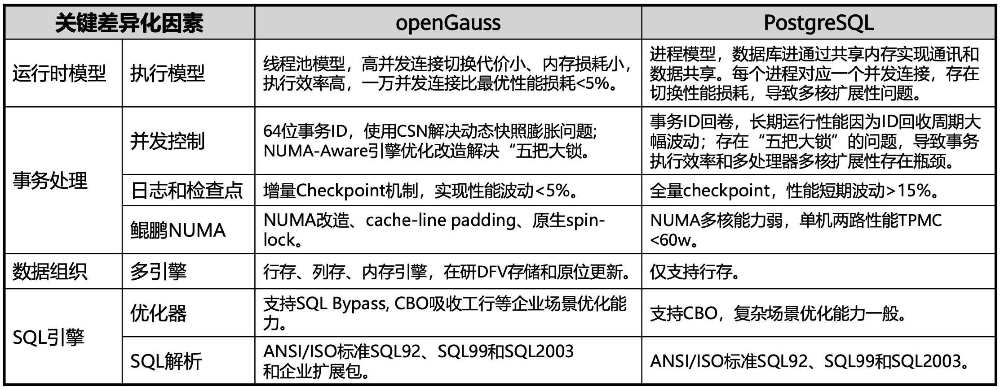 关键差异化因素
openGauss
PostgreSQL
运行时模型
执行模型
线程池模型，高并发连接切换代价小、内存损耗小，
执行效率高，一万并发连接比最优性能损耗<5%。
进程模型，数据库进通过共享内存实现通讯和
数据共享。每个进程对应一个并发连接，存在
切换性能损耗，导致多核扩展性问题。
事务处理
并发控制
64位事务ID，使用CSN解决动态快照膨胀问题;
NUMA-Aware引擎优化改造解决“五把大锁。
事务ID回卷，长期运行性能因为ID回收周期大
幅波动；存在“五把大锁”的问题，导致事务
执行效率和多处理器多核扩展性存在瓶颈。
日志和检查点
增量Checkpoint机制，实现性能波动<5%。
全量checkpoint，性能短期波动>15%。
鲲鹏NUMA
NUMA改造、cache-line padding、原生spin-
lock。
NUMA多核能力弱，单机两路性能TPMC
<60w。
数据组织
多引擎
行存、列存、内存引擎，在研DFV存储和原位更新。
仅支持行存。
SQL引擎
优化器
支持SQL Bypass, CBO吸收工行等企业场景优化能
力。
支持CBO，复杂场景优化能力一般。
SQL解析
ANSI/ISO标准SQL92、SQL99和SQL2003
和企业扩展包。
ANSI/ISO标准SQL92、SQL99和SQL2003。